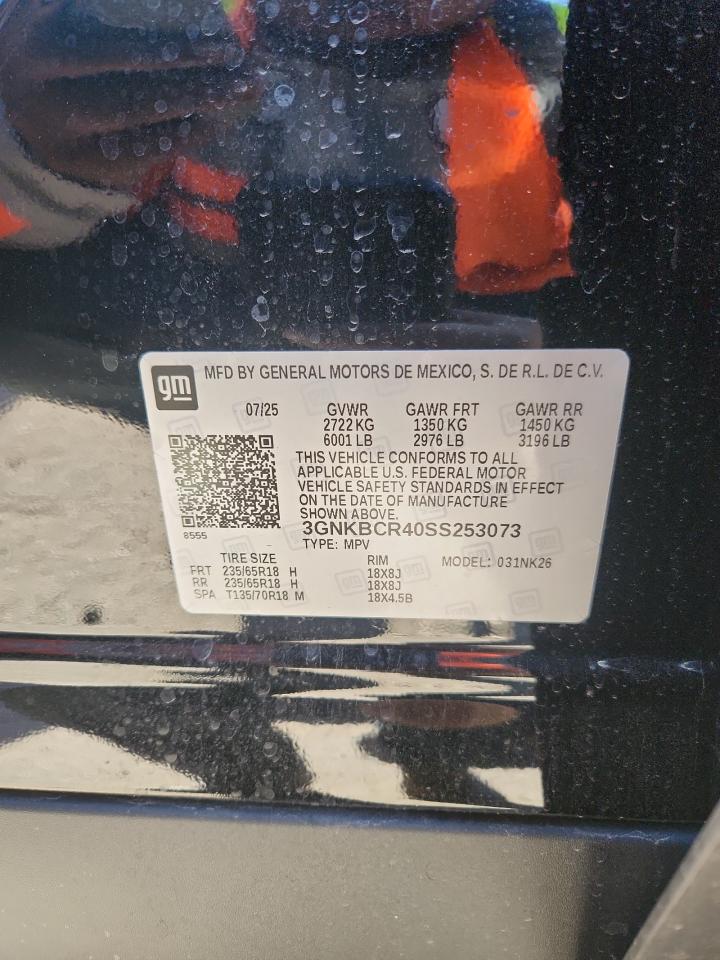 gm MFD BY GENERAL MOTORS DE MEXICO, S. DE R.L. DE C.V.
07/25 GVWR GAWR FRT GAWR RR
2722 KG 1350 KG 1450 KG
6001 LB 2976 LB 3196 LB
THIS VEHICLE CONFORMS TO ALL
APPLICABLE U.S. FEDERAL MOTOR
VEHICLE SAFETY STANDARDS IN EFFECT
ON THE DATE OF MANUFACTURE
SHOWN ABOVE.
3GNKBCR40SS253073
8555
TYPE: MPV
TIRE SIZE RIM MODEL: 031NK26
FRT 235/65R18 H 18X8J
RR 235/65R18 H 18X8J
SPA T135/70R18 M 18X4.5B